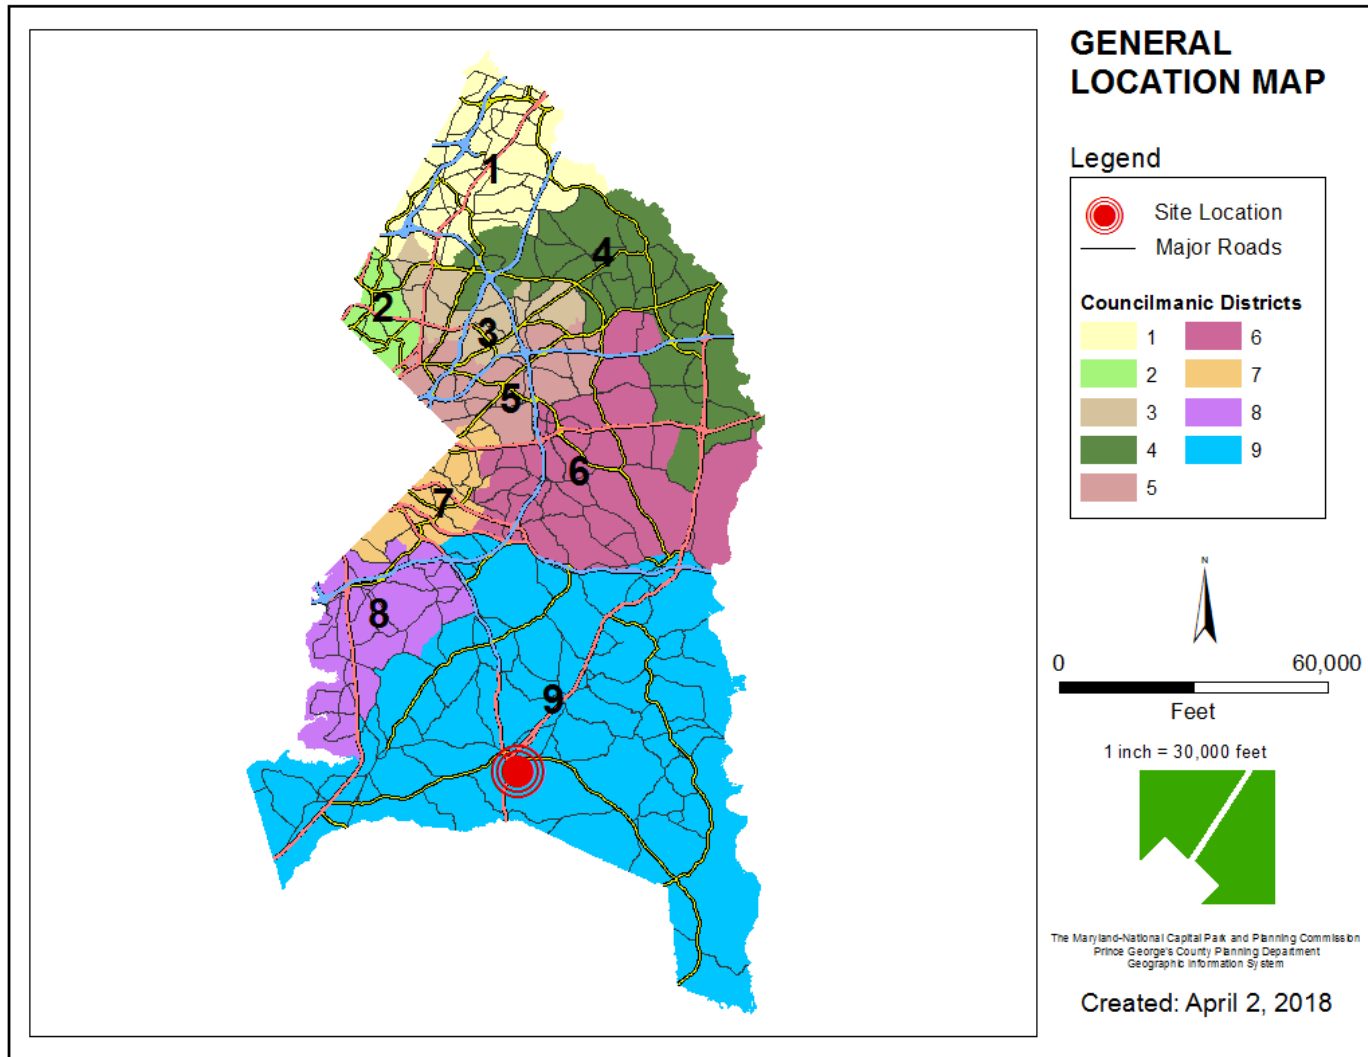 GENERAL
LOCATION MAP
Legend
Site Location
Major Roads
Councilmanic Districts
1 6
2 7
3 8
4 9
5
N
0 60,000
Feet
1 inch = 30,000 feet
The Maryland-National Capital Park and Planning Commission
Prince George's County Planning Department
Geographic Information System
Created: April 2, 2018
1
4
2
3
5
6
7
8
9